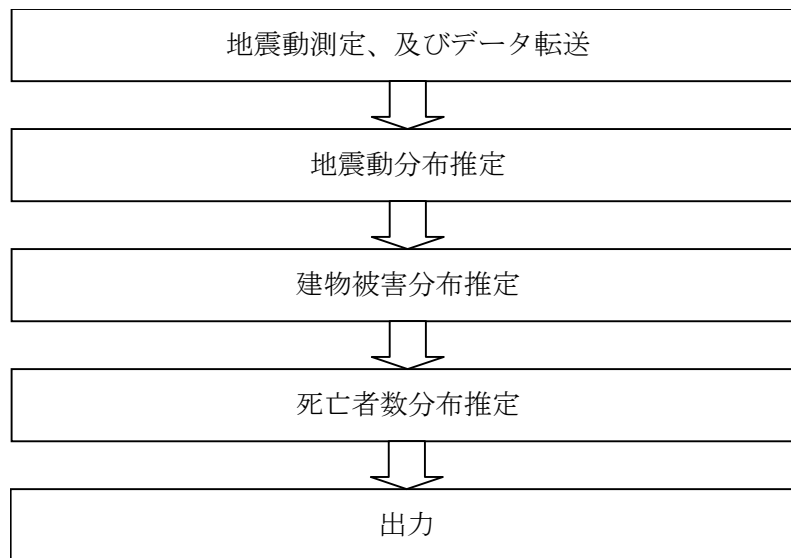 地震動測定、及びデータ転送
地震動分布推定
建物被害分布推定
死亡者数分布推定
出力